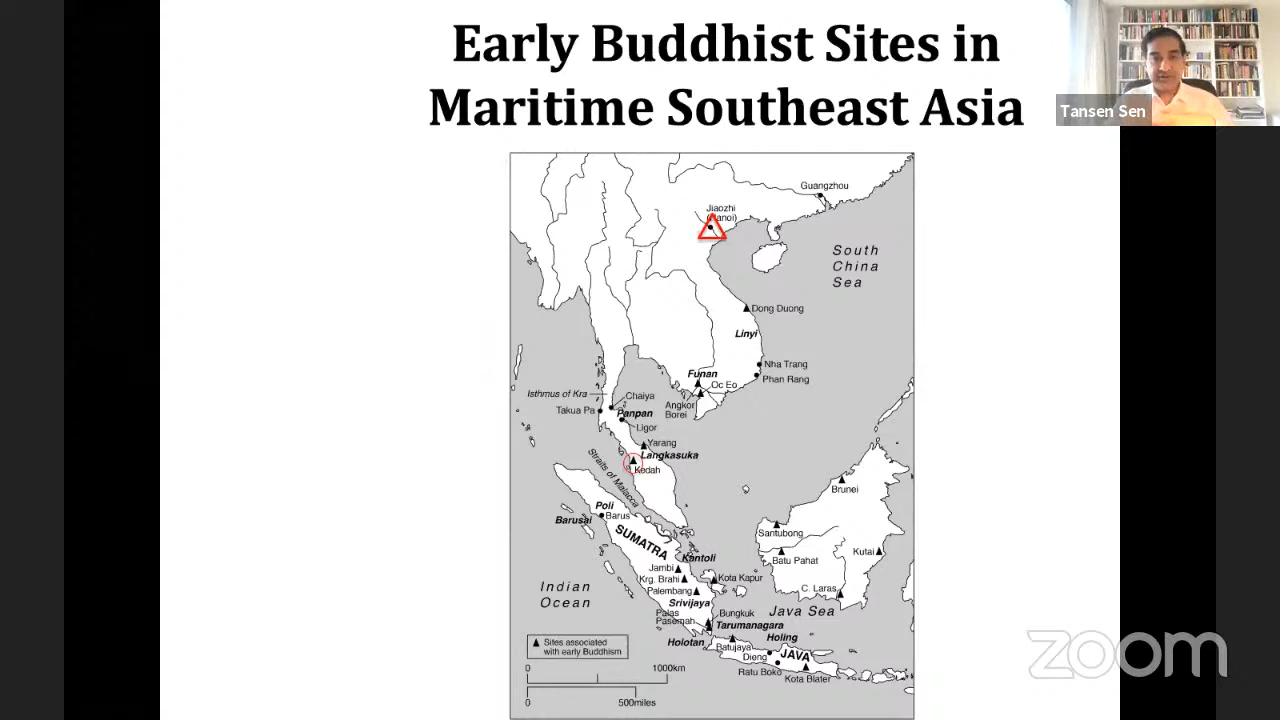 Early Buddhist Sites in
Maritime Southeast Asia
Tansen Sen
Guangzhou
Jiaozhi
(Hanoi)
South
China
Sea
Dong Duong
Linyi
Nha Trang
Phan Rang
Funan
Oc Eo
Angkor
Borei
Isthmus of Kra
Chaiya
Takua Pa
Panpan
Ligor
Yarang
Langkasuka
Kedah
Straits of Malacca
Brunei
Poli
Barus
Barusai
SUMATRA
Santubong
Batu Pahat
Kutai
Kantoli
Jambi
Krg. Brahi
Kota Kapur
Palembang
Srivijaya
C. Laras
Indian
Ocean
Java Sea
Palas
Pasemah
Bungkuk
Tarumanagara
Holotan
Holing
Batujaya
Dieng
JAVA
Ratu Boko
Kota Blater
Sites associated
with early Buddhism
0
1000km
0
500miles
zoom